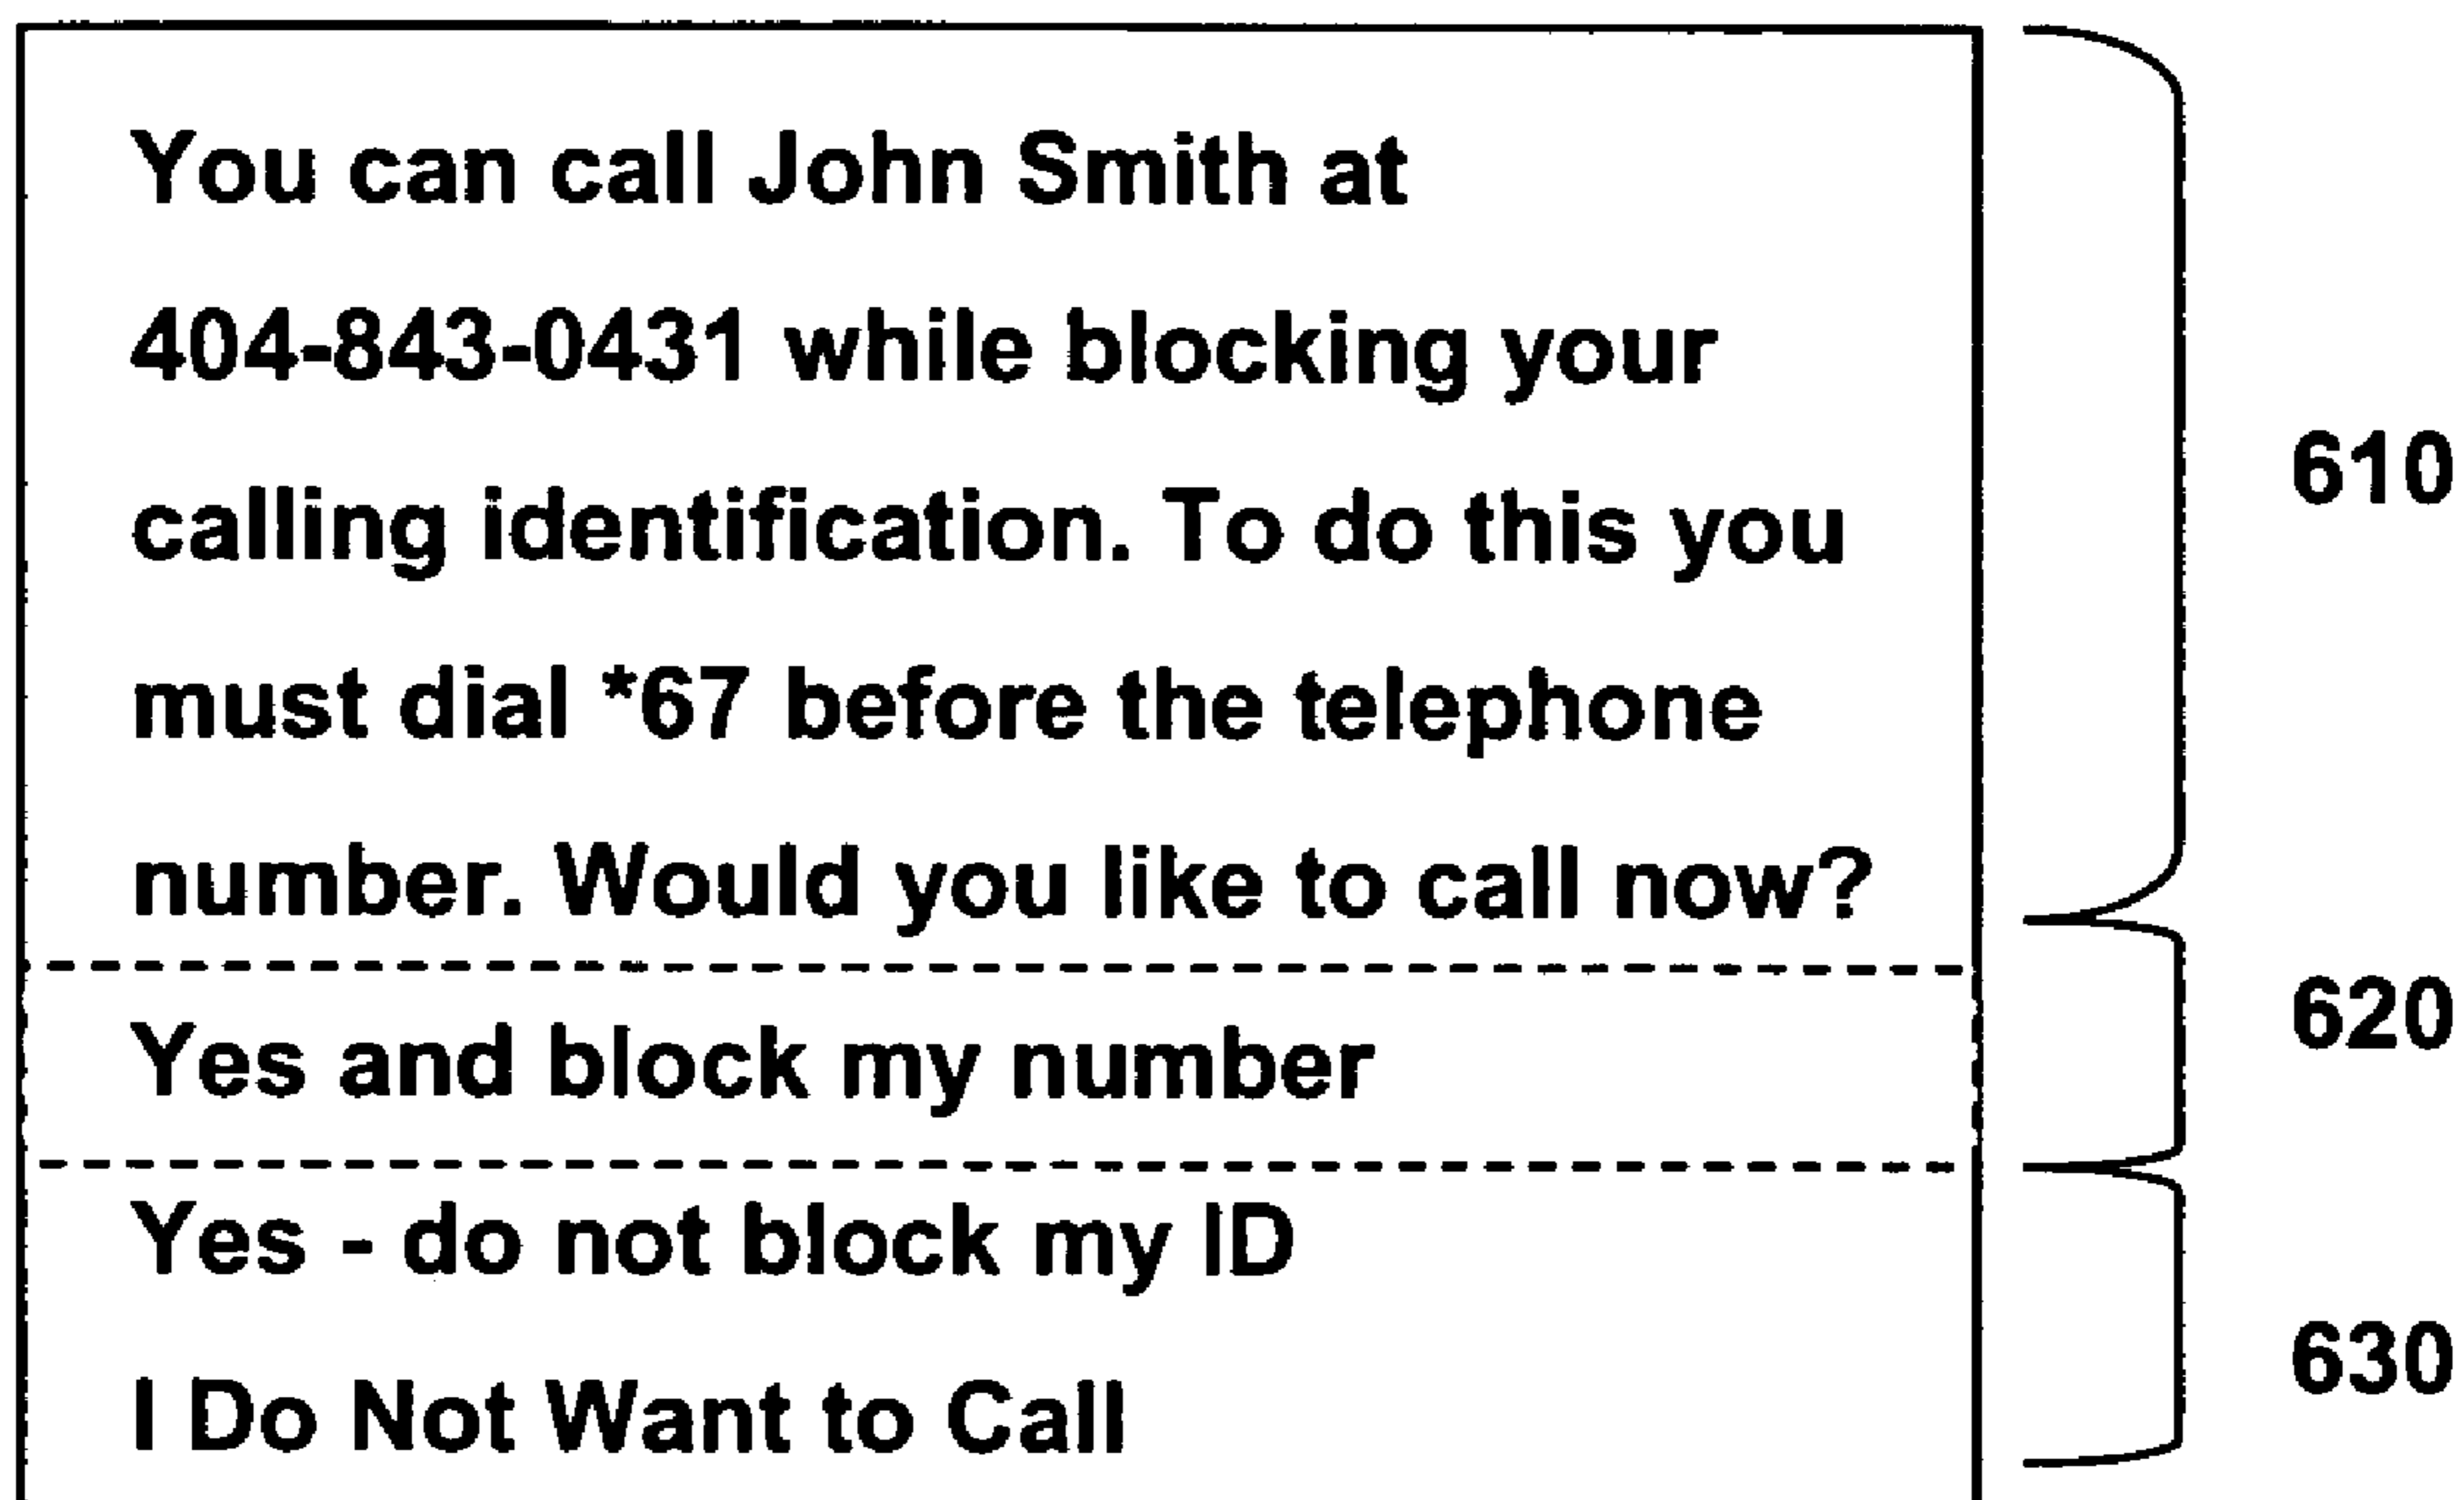 You can call John Smith at
404-843-0431 while blocking your
calling identification. To do this you
must dial *67 before the telephone
number. Would you like to call now?
610
Yes and block my number
620
Yes - do not block my ID
I Do Not Want to Call
630